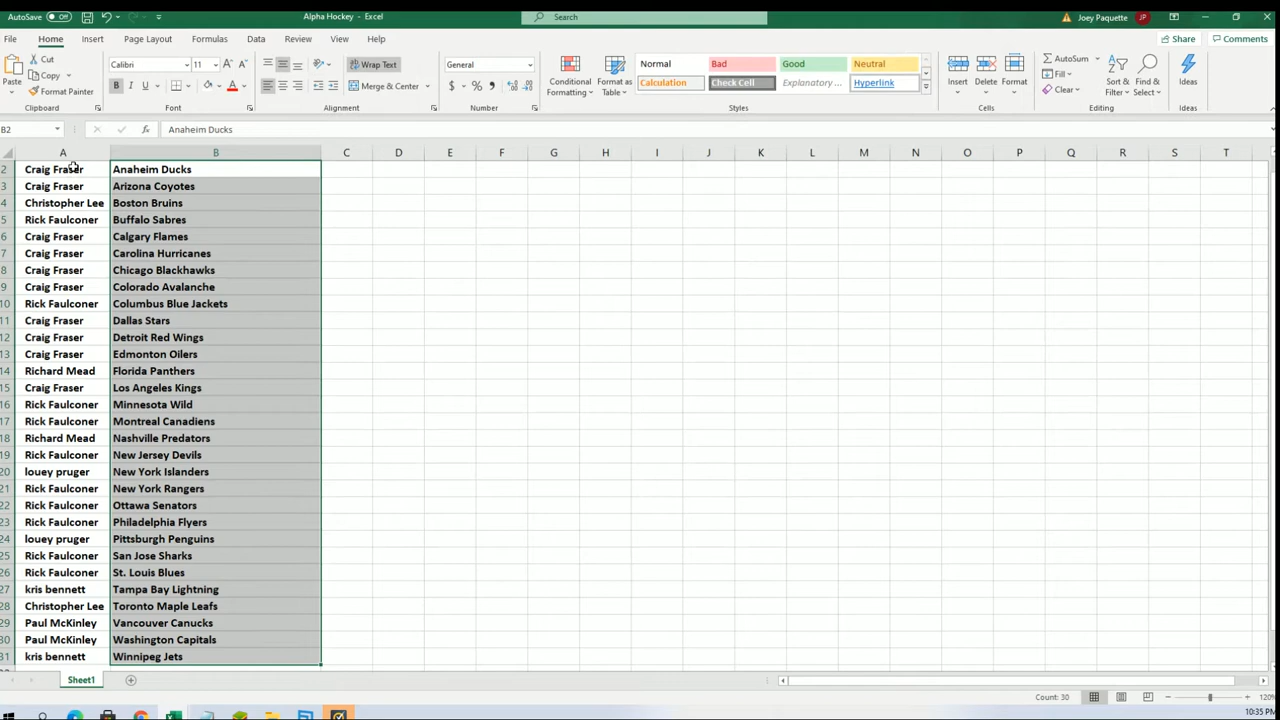 AutoSave Off Alpha Hockey - Excel Search Joey Paquette JP
File Home Insert Page Layout Formulas Data Review View Help Share Comments
Paste Cut Copy Format Painter Clipboard
Calibri 11 B I U A Font
Wrap Text Merge & Center Alignment
General $ % Number
Conditional Formatting Format as Table Normal Bad Good Neutral Calculation Check Cell Explanatory ... Hyperlink Styles
Insert Delete Format Cells
AutoSum Fill Clear Sort & Filter Find & Select Editing
Ideas Ideas
B2 fx Anaheim Ducks
A B C D E F G H I J K L M N O P Q R S T
2 Craig Fraser Anaheim Ducks
3 Craig Fraser Arizona Coyotes
4 Christopher Lee Boston Bruins
5 Rick Faulconer Buffalo Sabres
6 Craig Fraser Calgary Flames
7 Craig Fraser Carolina Hurricanes
8 Craig Fraser Chicago Blackhawks
9 Craig Fraser Colorado Avalanche
10 Rick Faulconer Columbus Blue Jackets
11 Craig Fraser Dallas Stars
12 Craig Fraser Detroit Red Wings
13 Craig Fraser Edmonton Oilers
14 Richard Mead Florida Panthers
15 Craig Fraser Los Angeles Kings
16 Rick Faulconer Minnesota Wild
17 Rick Faulconer Montreal Canadiens
18 Richard Mead Nashville Predators
19 Rick Faulconer New Jersey Devils
20 louey pruger New York Islanders
21 Rick Faulconer New York Rangers
22 Rick Faulconer Ottawa Senators
23 Rick Faulconer Philadelphia Flyers
24 louey pruger Pittsburgh Penguins
25 Rick Faulconer San Jose Sharks
26 Rick Faulconer St. Louis Blues
27 kris bennett Tampa Bay Lightning
28 Christopher Lee Toronto Maple Leafs
29 Paul McKinley Vancouver Canucks
30 Paul McKinley Washington Capitals
31 kris bennett Winnipeg Jets
Sheet1
Count: 30 120%
10:35 PM